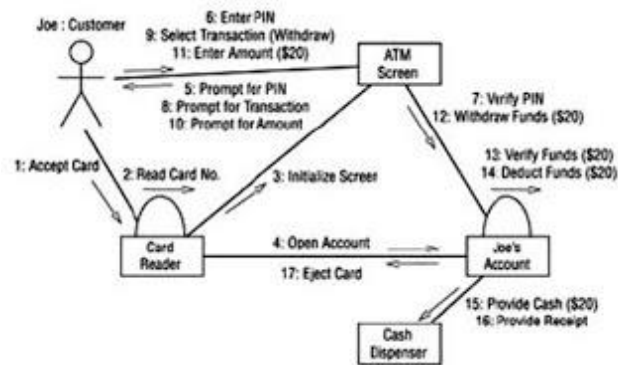 6: Enter PIN
Joe : Customer
9: Select Transaction (Withdraw)
11: Enter Amount ($20)
ATM
Screen
5: Prompt for PIN
8: Prompt for Transaction
10: Prompt for Amount
7: Verify PIN
12: Withdraw Funds ($20)
1: Accept Card
2: Read Card No.
3: Initialize Screen
13: Verify Funds ($20)
14: Deduct Funds ($20)
Card
Reader
4: Open Account
17: Eject Card
Joe's
Account
15: Provide Cash ($20)
16: Provide Receipt
Cash
Dispenser